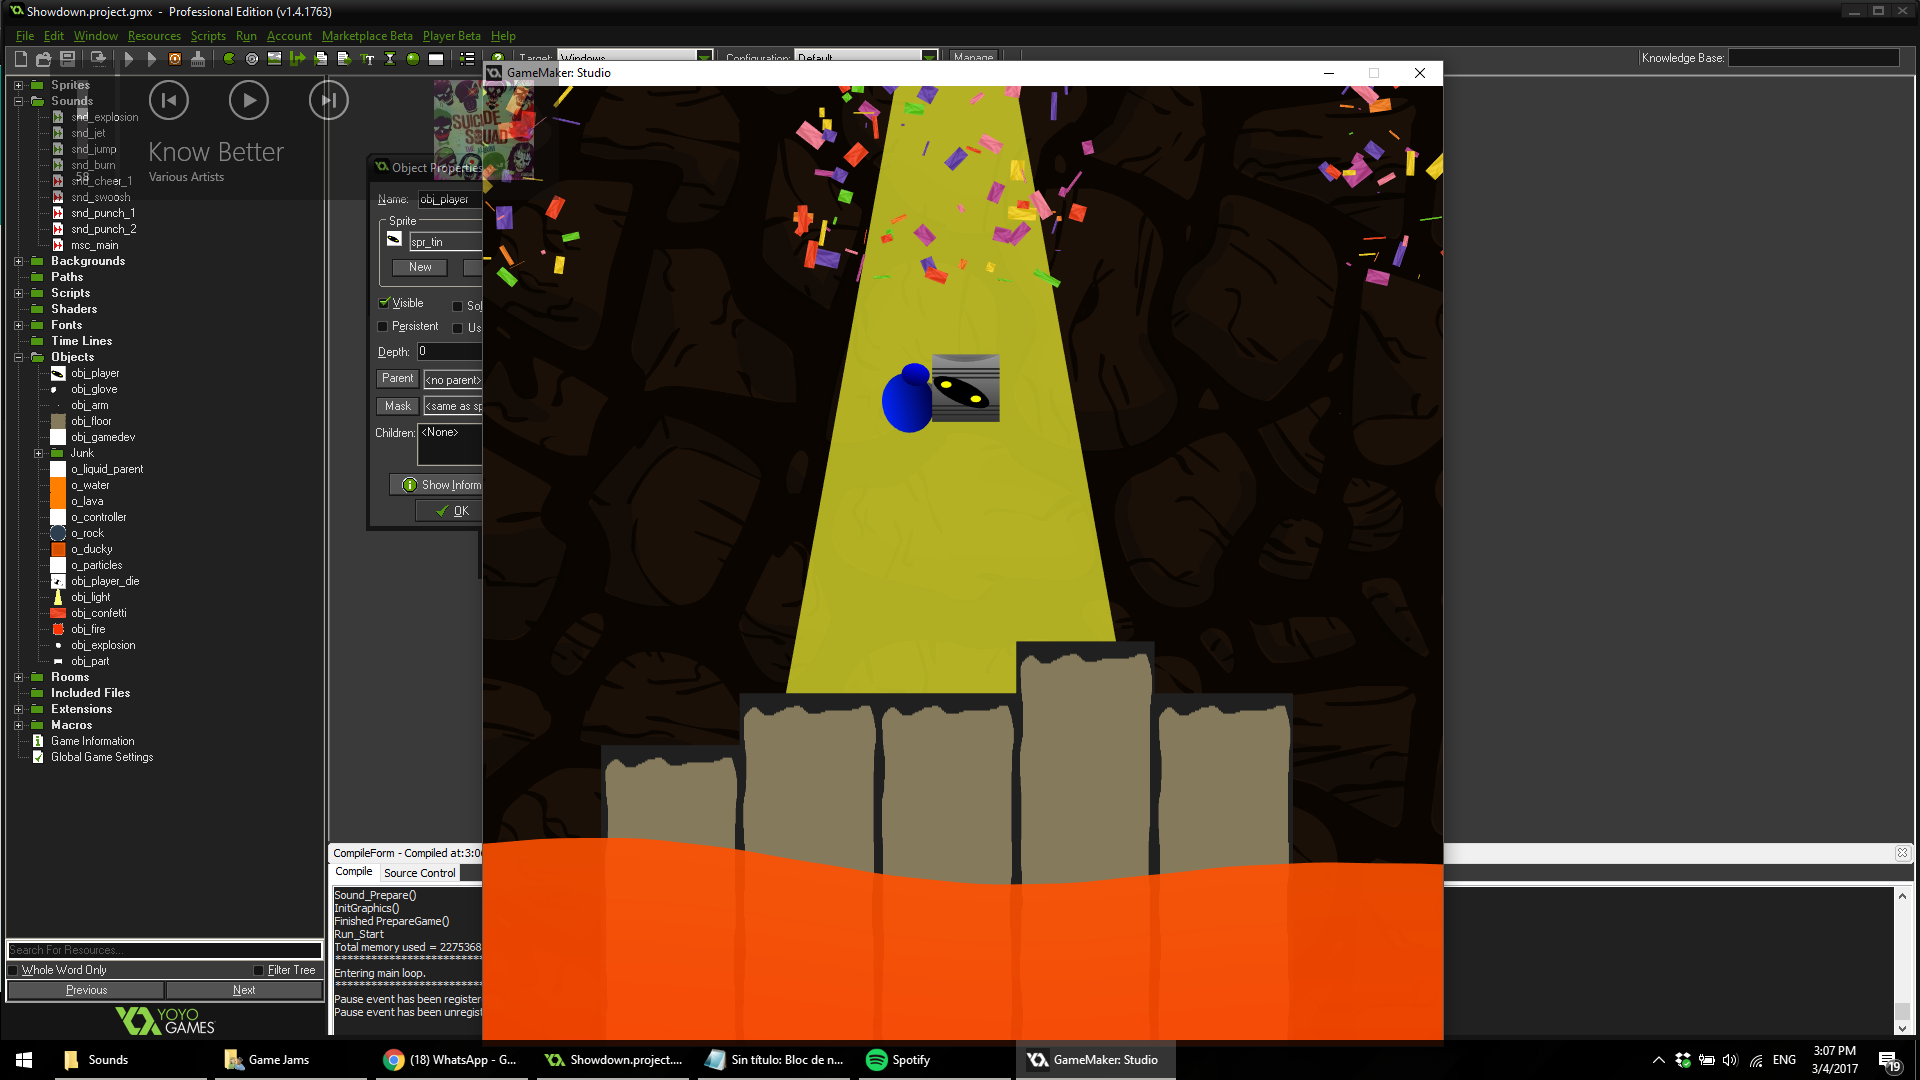 Showdown.project.gmx - Professional Edition (v1.4.1763)
File Edit Window Resources Scripts Run Account Marketplace Beta Player Beta Help
Target: Windows Configuration: Default Manage
Knowledge Base:
GameMaker: Studio
Sprites
Sounds
snd_explosion
snd_jet
snd_jump
snd_burn
snd_cheer_1
snd_swoosh
snd_punch_1
snd_punch_2
msc_main
Backgrounds
Paths
Scripts
Shaders
Fonts
Time Lines
Objects
obj_player
obj_glove
obj_arm
obj_floor
obj_gamedev
Junk
o_liquid_parent
o_water
o_lava
o_controller
o_rock
o_ducky
o_particles
obj_player_die
obj_light
obj_confetti
obj_fire
obj_explosion
obj_part
Rooms
Included Files
Extensions
Macros
Game Information
Global Game Settings
58
Know Better
Various Artists
SUICIDE
SQUAD
Object Properties
Name: obj_player
Sprite
spr_tin
New
Visible
Persistent
Depth: 0
Parent <no parent>
Mask <same as sp
Children: <None>
Show Inform
OK
CompileForm - Compiled at:3:0
Compile Source Control
Sound_Prepare()
InitGraphics()
Finished PrepareGame()
Run_Start
Total memory used = 2275368
Entering main loop.
Pause event has been register
Pause event has been unregist
Search For Resources...
Whole Word Only Filter Tree
Previous Next
YOYO
GAMES
Sounds
Game Jams
(18) WhatsApp - G...
Showdown.project....
Sin título: Bloc de n...
Spotify
GameMaker: Studio
ENG
3:07 PM
3/4/2017
19